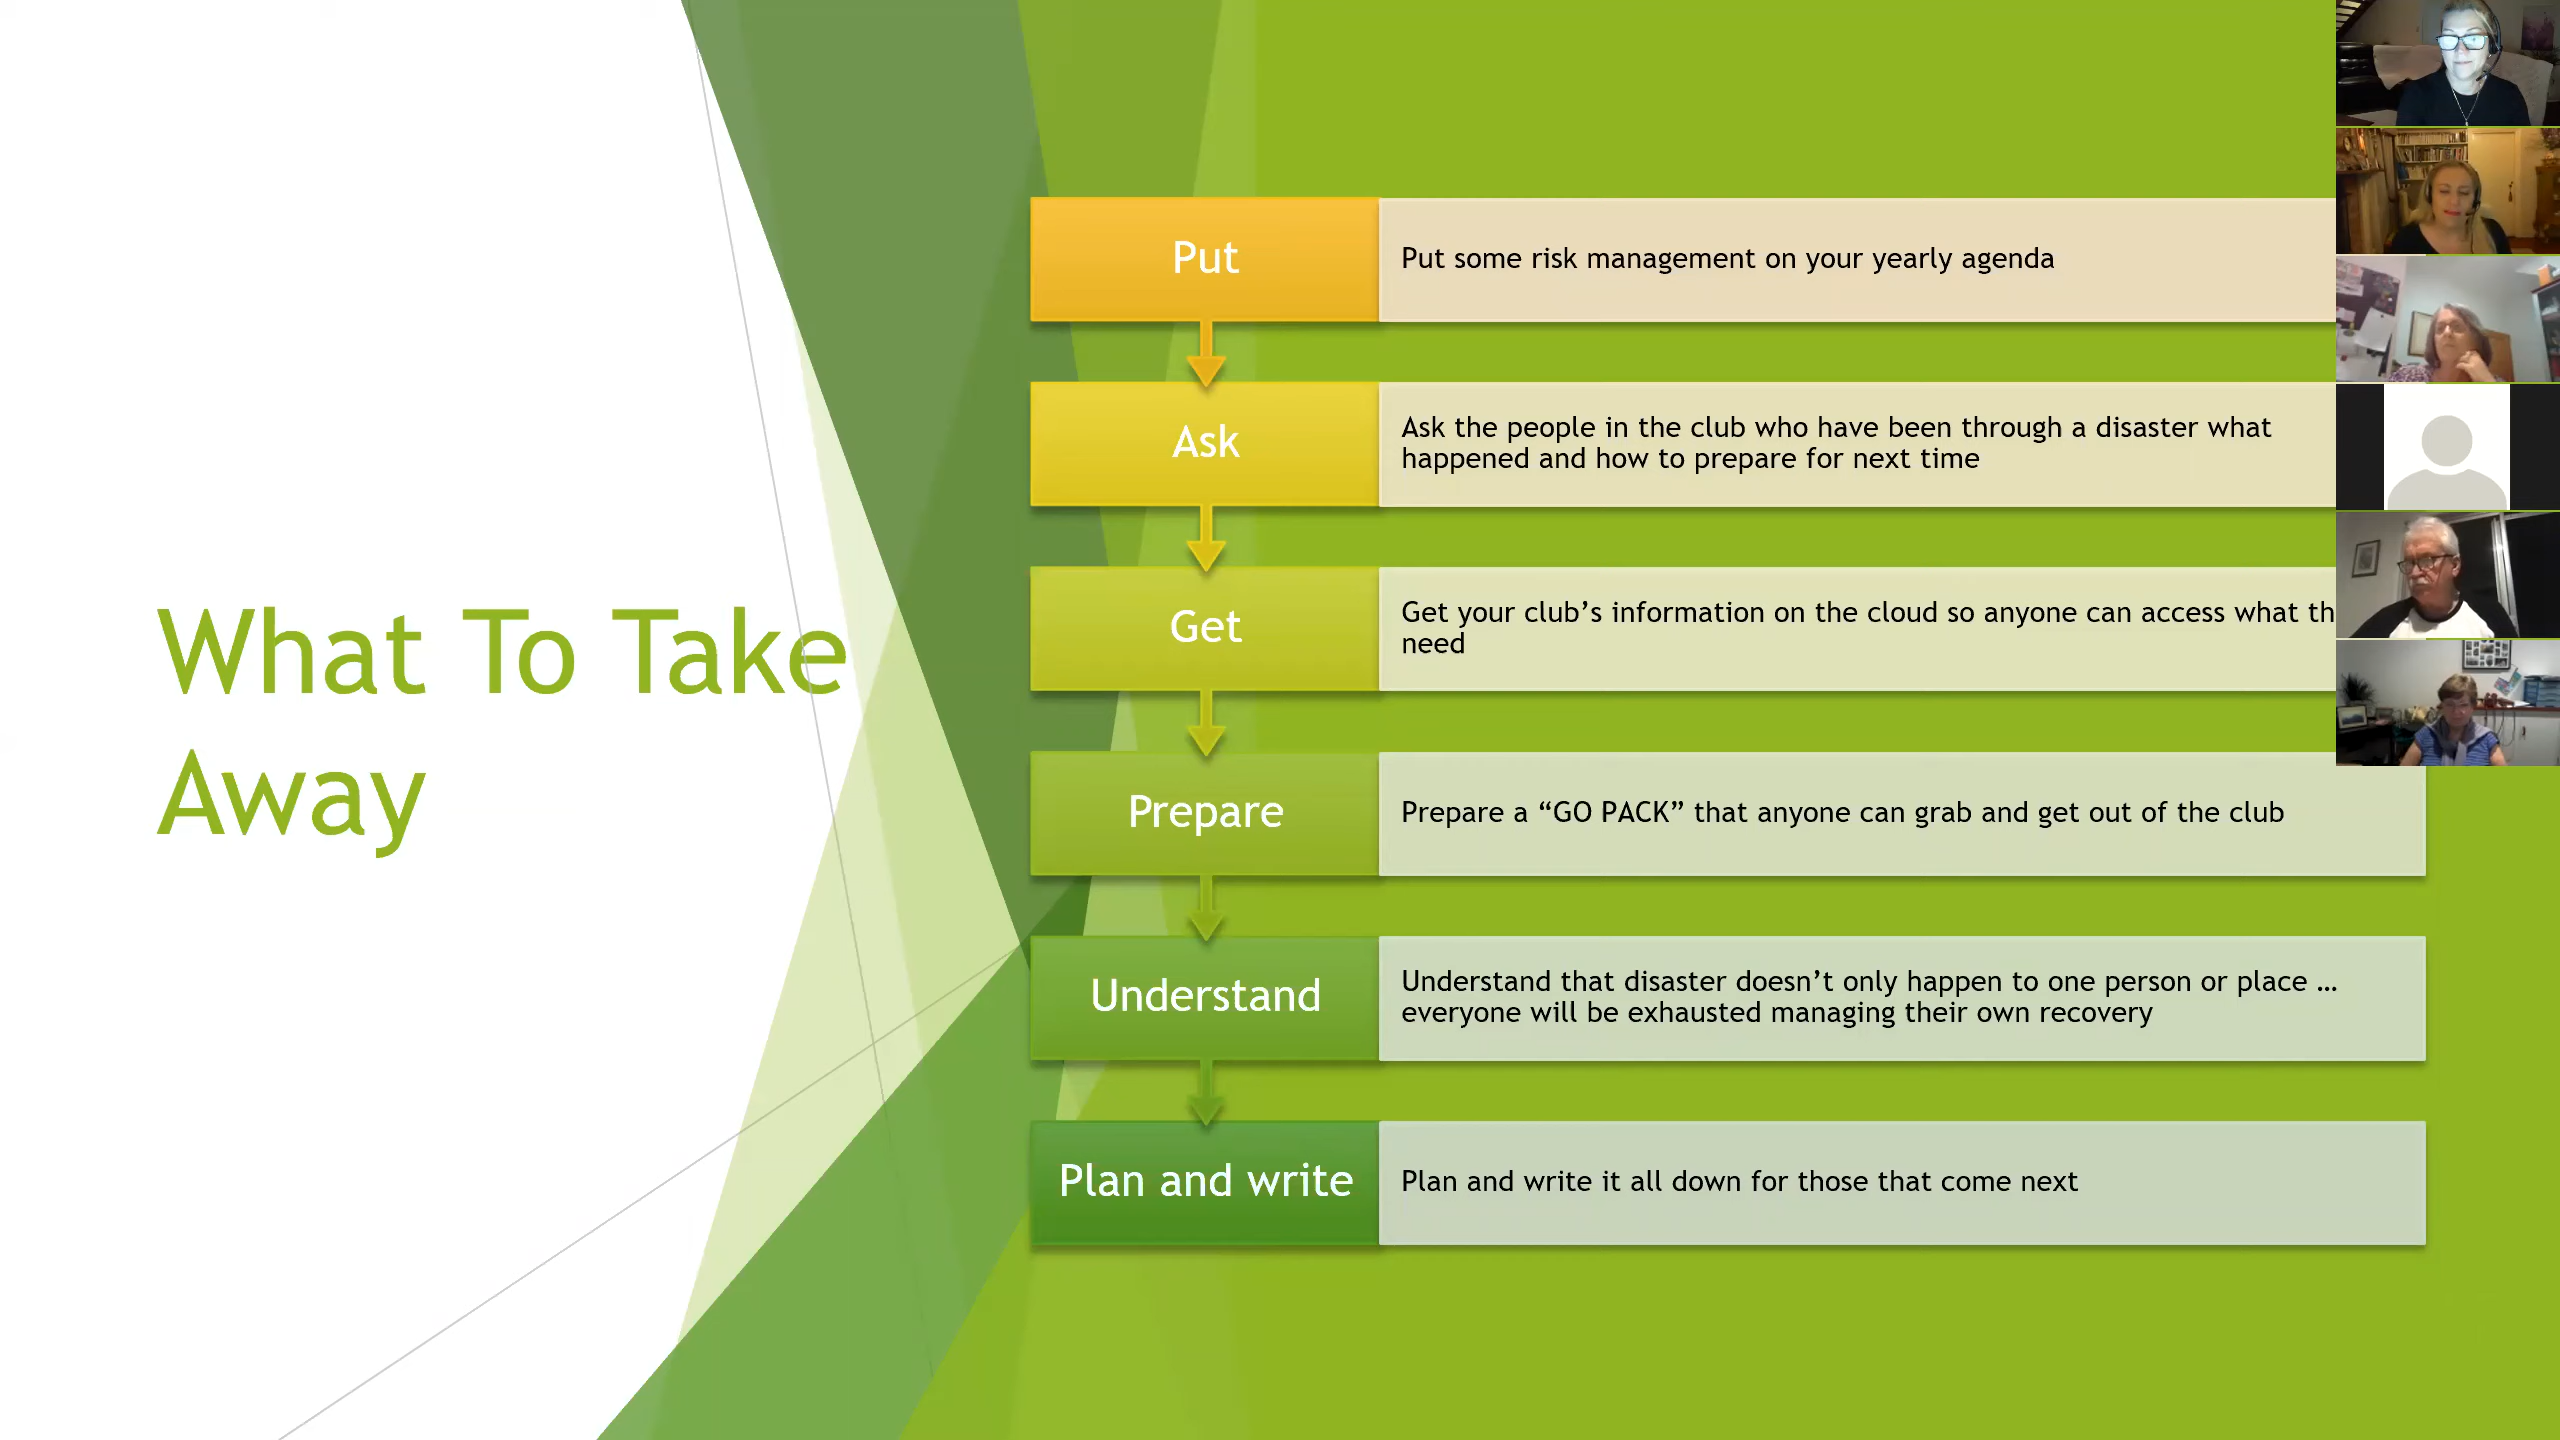 What To Take
Away
Put
Put some risk management on your yearly agenda
Ask
Ask the people in the club who have been through a disaster what
happened and how to prepare for next time
Get
Get your club’s information on the cloud so anyone can access what
need
Prepare
Prepare a “GO PACK” that anyone can grab and get out of the club
Understand
Understand that disaster doesn’t only happen to one person or place …
everyone will be exhausted managing their own recovery
Plan and write
Plan and write it all down for those that come next